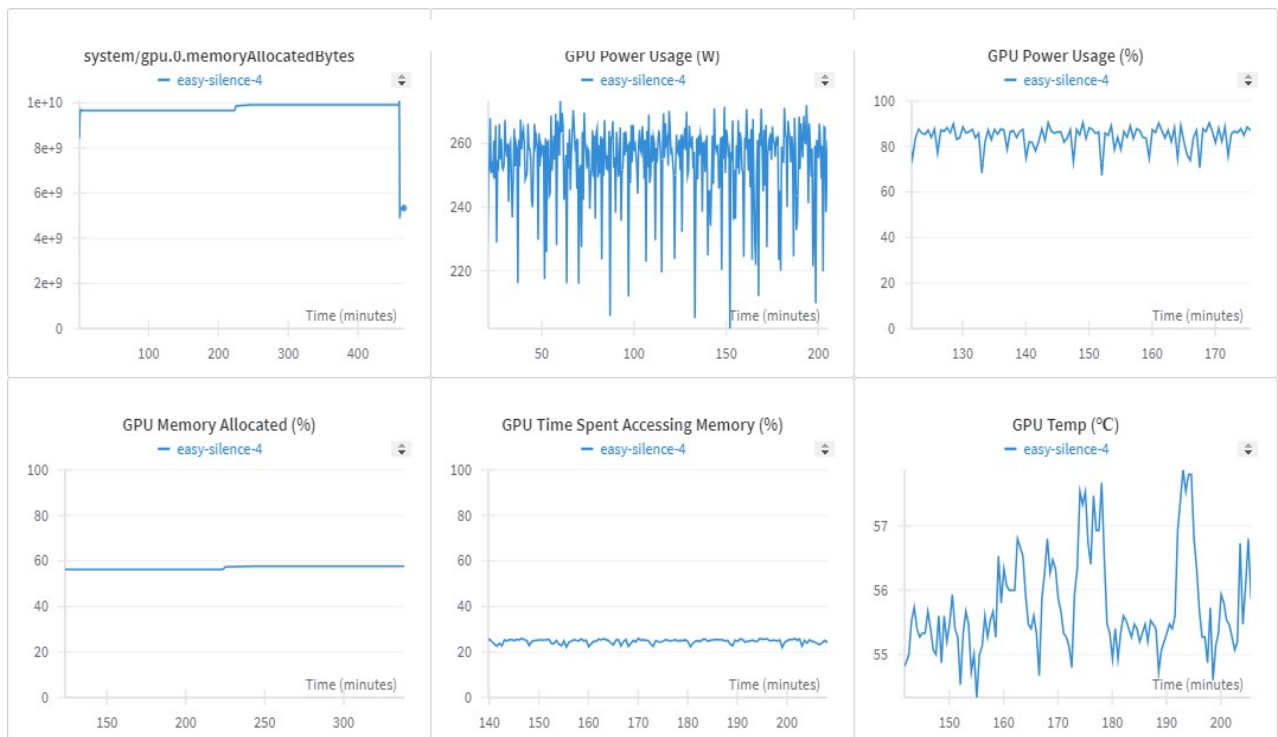 system/gpu.0.memoryAllocatedBytes
easy-silence-4
1e+10
8e+9
6e+9
4e+9
2e+9
0
Time (minutes)
100 200 300 400
GPU Power Usage (W)
easy-silence-4
260
240
220
Time (minutes)
50 100 150 200
GPU Power Usage (%)
easy-silence-4
100
80
60
40
20
0
Time (minutes)
130 140 150 160 170
GPU Memory Allocated (%)
easy-silence-4
100
80
60
40
20
0
Time (minutes)
150 200 250 300
GPU Time Spent Accessing Memory (%)
easy-silence-4
100
80
60
40
20
0
Time (minutes)
140 150 160 170 180 190 200
GPU Temp (℃)
easy-silence-4
57
56
55
Time (minutes)
150 160 170 180 190 200